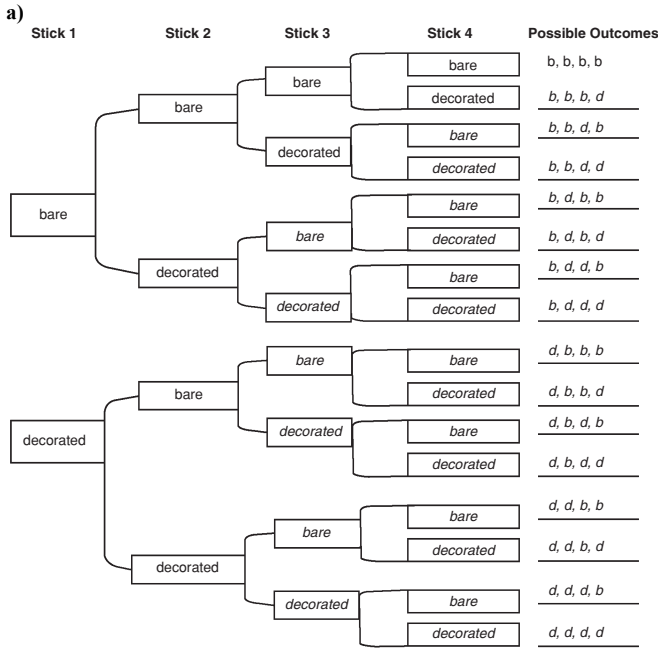 a)
Stick 1 Stick 2 Stick 3 Stick 4 Possible Outcomes
bare b, b, b, b
bare
decorated b, b, b, d
bare
bare b, b, d, b
decorated
decorated b, b, d, d
bare
bare b, d, b, b
bare
decorated b, d, b, d
decorated
bare b, d, d, b
decorated
decorated b, d, d, d
bare d, b, b, b
bare
decorated d, b, b, d
bare
bare d, b, d, b
decorated
decorated
decorated d, b, d, d
bare d, d, b, b
bare
decorated d, d, b, d
decorated
bare d, d, d, b
decorated
decorated d, d, d, d